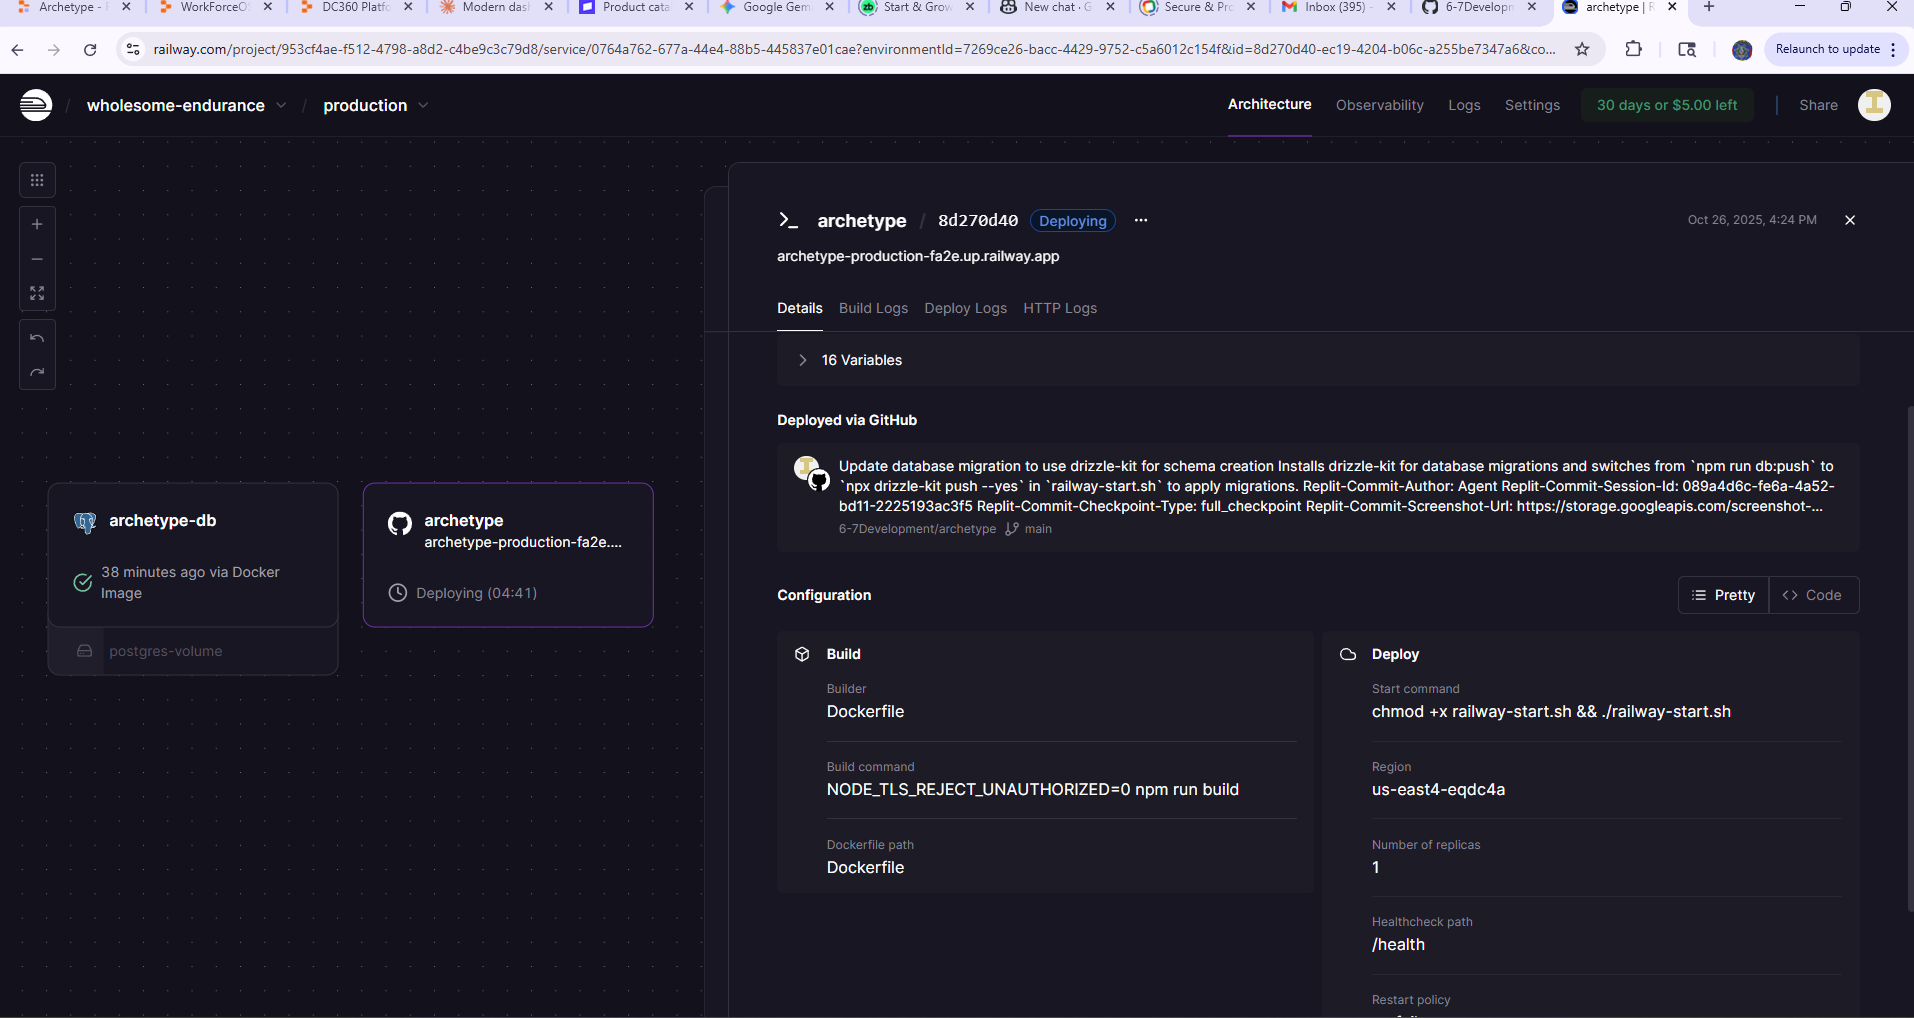 Archetype - F
WorkForceO
DC360 Platfo
Modern das
Product cata
Google Gem
Start & Grow
New chat · G
Secure & Pr
Inbox (395) -
6-7Developm
archetype | R
railway.com/project/953cf4ae-f512-4798-a8d2-c4be9c3c79d8/service/0764a762-677a-44e4-88b5-445837e01cae?environmentId=7269ce26-bacc-4429-9752-c5a6012c154f&id=8d270d40-ec19-4204-b06c-a255be7347a6&co...
Relaunch to update
/ wholesome-endurance / production
Architecture
Observability
Logs
Settings
30 days or $5.00 left
Share
archetype / 8d270d40 Deploying ...
Oct 26, 2025, 4:24 PM
archetype-production-fa2e.up.railway.app
Details
Build Logs
Deploy Logs
HTTP Logs
16 Variables
Deployed via GitHub
Update database migration to use drizzle-kit for schema creation Installs drizzle-kit for database migrations and switches from `npm run db:push` to
`npx drizzle-kit push --yes` in `railway-start.sh` to apply migrations. Replit-Commit-Author: Agent Replit-Commit-Session-Id: 089a4d6c-fe6a-4a52-
bd11-2225193ac3f5 Replit-Commit-Checkpoint-Type: full_checkpoint Replit-Commit-Screenshot-Url: https://storage.googleapis.com/screenshot-...
6-7Development/archetype main
archetype-db
38 minutes ago via Docker
Image
postgres-volume
archetype
archetype-production-fa2e....
Deploying (04:41)
Configuration
Pretty
Code
Build
Builder
Dockerfile
Build command
NODE_TLS_REJECT_UNAUTHORIZED=0 npm run build
Dockerfile path
Dockerfile
Deploy
Start command
chmod +x railway-start.sh && ./railway-start.sh
Region
us-east4-eqdc4a
Number of replicas
1
Healthcheck path
/health
Restart policy